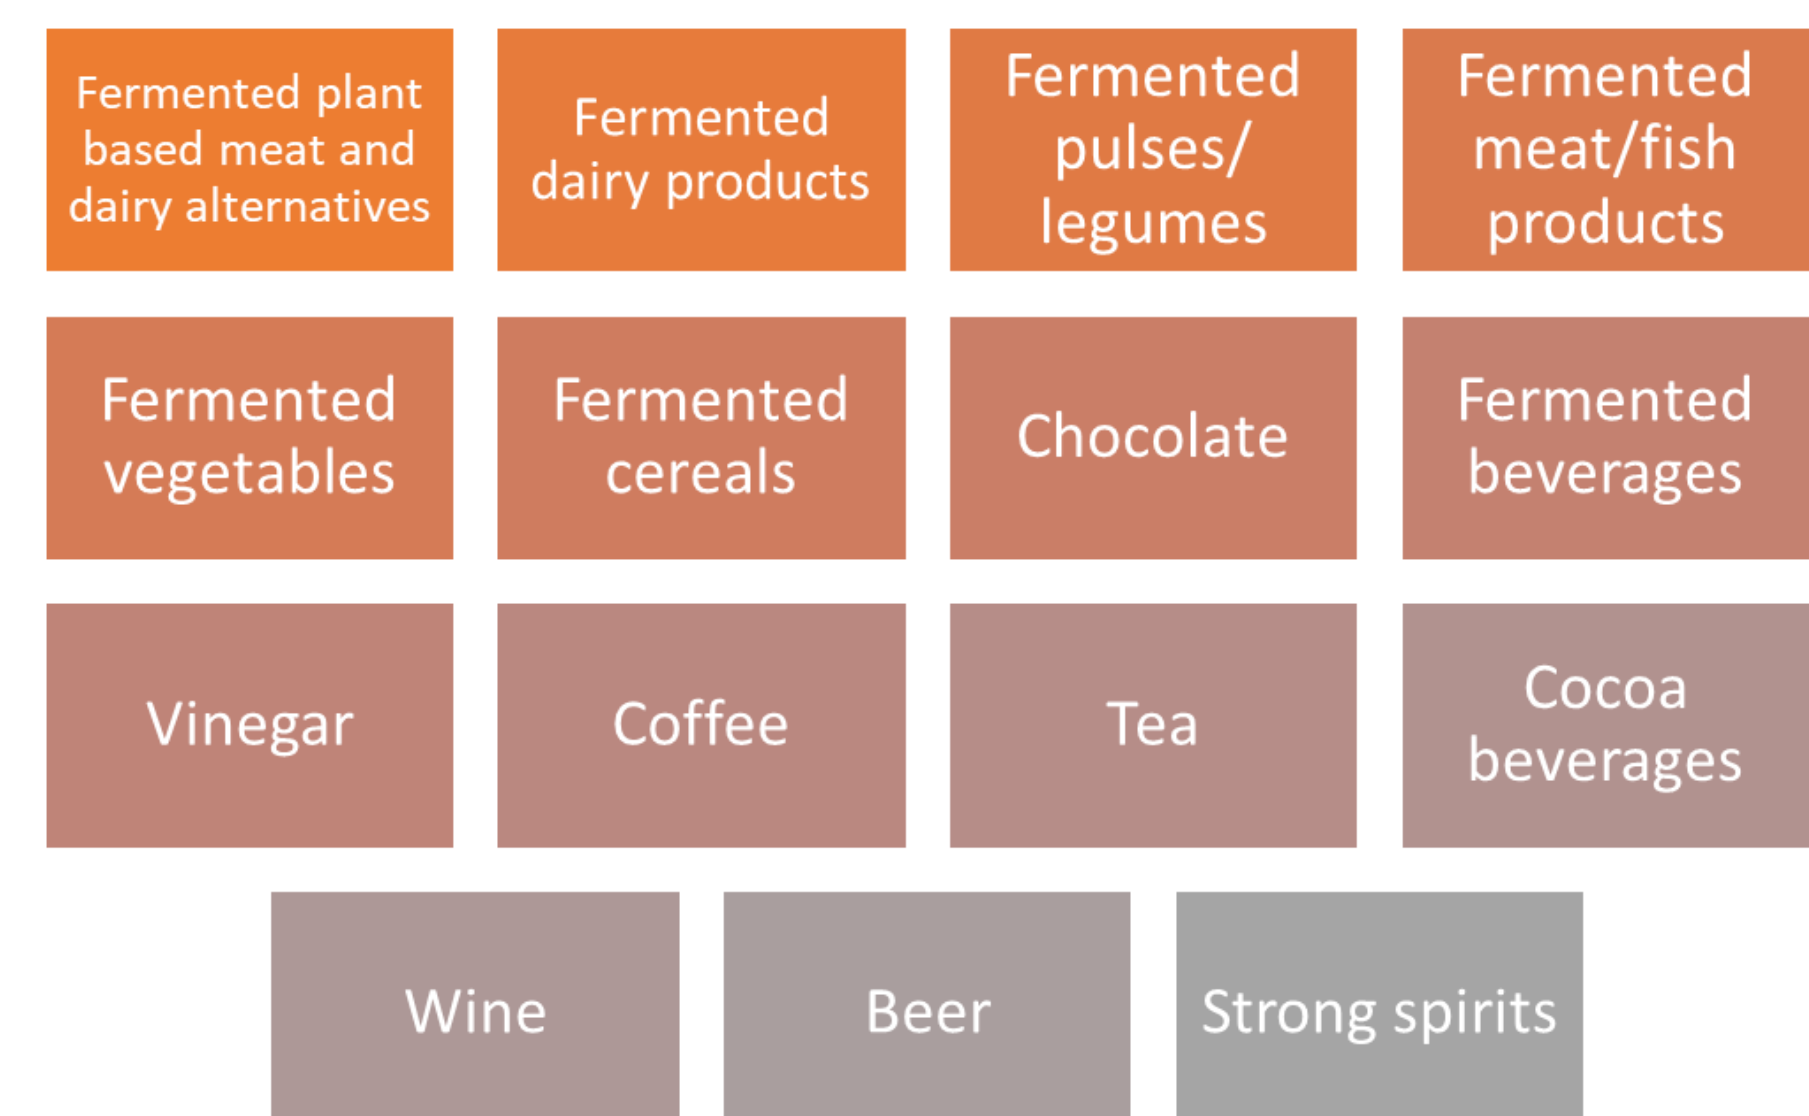 Fermented plant
based meat and
dairy alternatives
Fermented
dairy products
Fermented
pulses/
legumes
Fermented
meat/fish
products
Fermented
vegetables
Fermented
cereals
Chocolate
Fermented
beverages
Vinegar
Coffee
Tea
Cocoa
beverages
Wine
Beer
Strong spirits